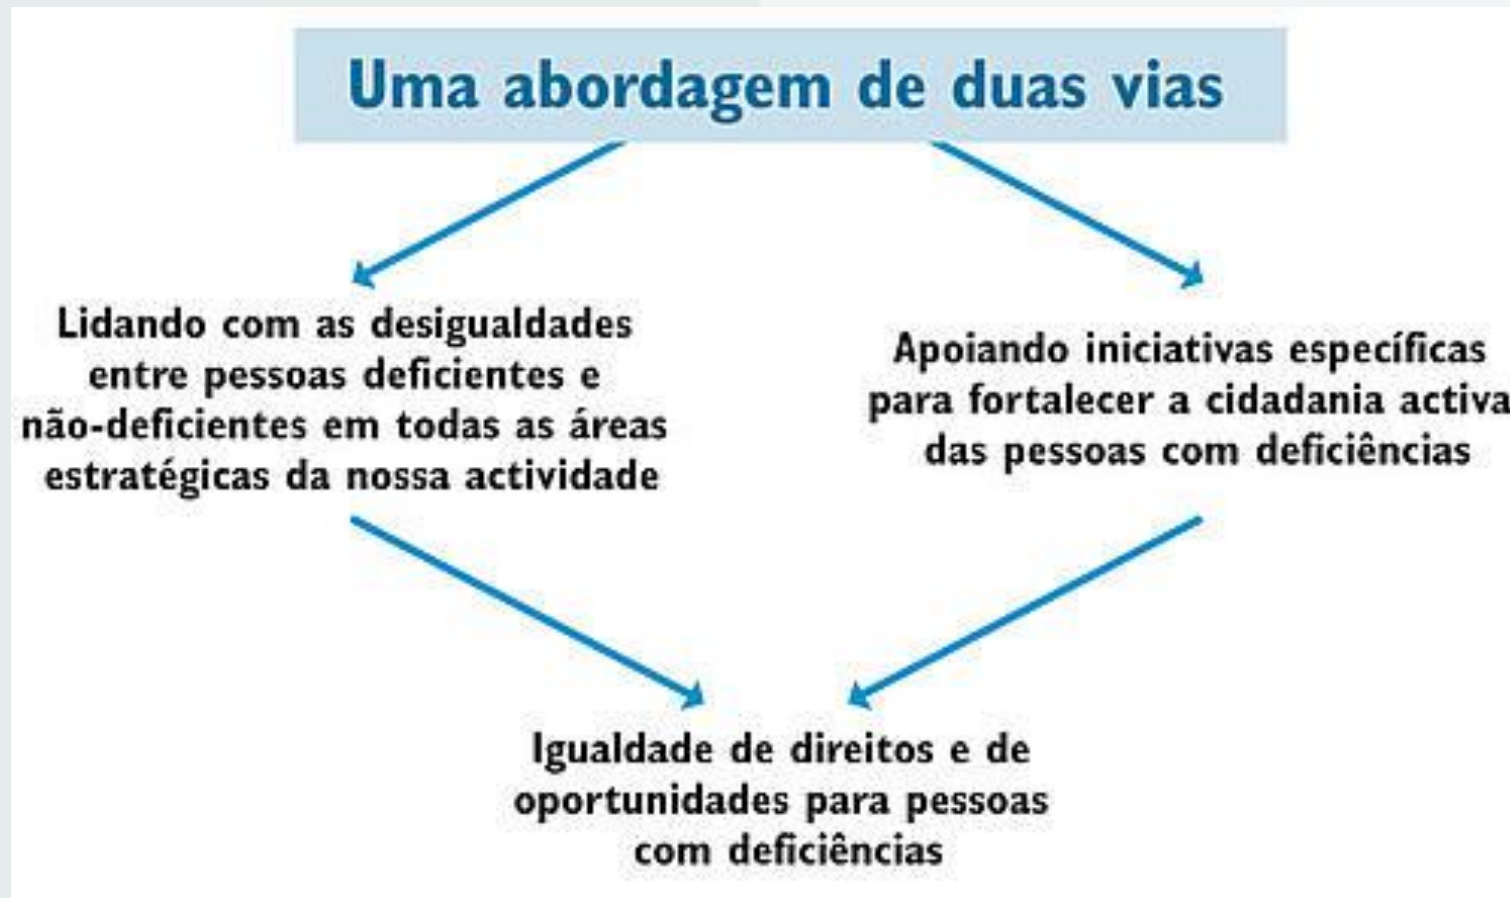 Uma abordagem de duas vias
Lidando com as desigualdades
entre pessoas deficientes e
não-deficientes em todas as áreas
estratégicas da nossa actividade
Apoiando iniciativas específicas
para fortalecer a cidadania activa
das pessoas com deficiências
Igualdade de direitos e de
oportunidades para pessoas
com deficiências